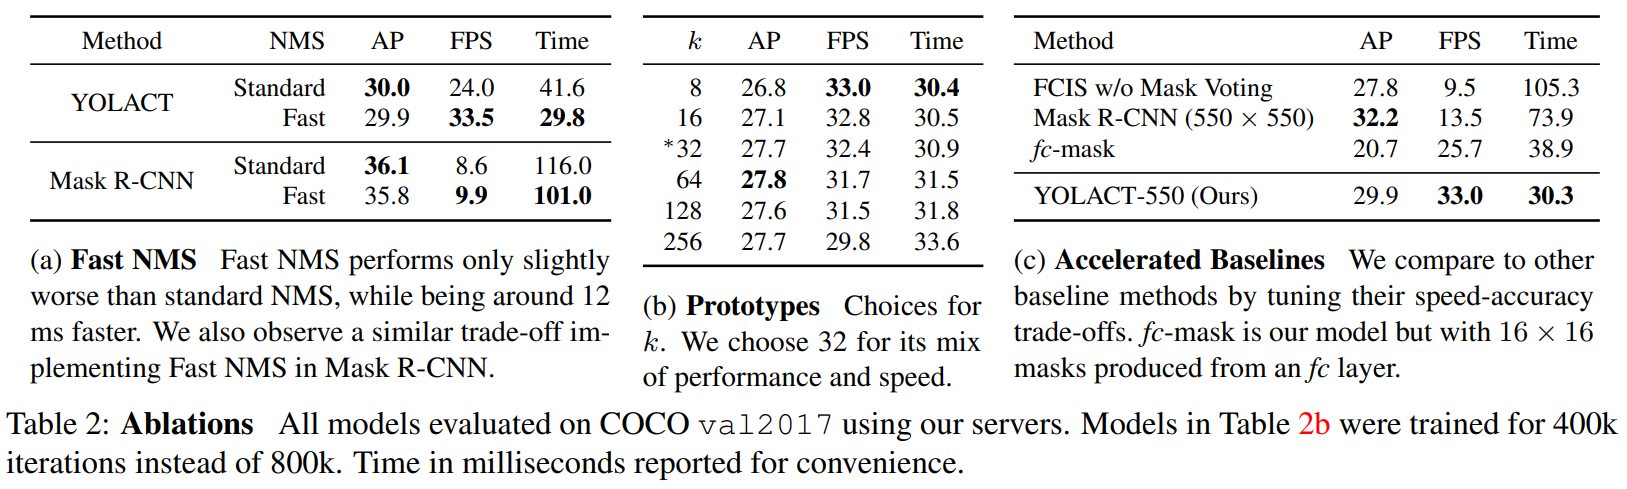 Method NMS AP FPS Time
YOLACT
Standard 30.0 24.0 41.6
Fast 29.9 33.5 29.8
Mask R-CNN
Standard 36.1 8.6 116.0
Fast 35.8 9.9 101.0
(a) Fast NMS Fast NMS performs only slightly
worse than standard NMS, while being around 12
ms faster. We also observe a similar trade-off im-
plementing Fast NMS in Mask R-CNN.
k AP FPS Time
8 26.8 33.0 30.4
16 27.1 32.8 30.5
*32 27.7 32.4 30.9
64 27.8 31.7 31.5
128 27.6 31.5 31.8
256 27.7 29.8 33.6
(b) Prototypes Choices for
k. We choose 32 for its mix
of performance and speed.
Method AP FPS Time
FCIS w/o Mask Voting 27.8 9.5 105.3
Mask R-CNN (550 × 550) 32.2 13.5 73.9
fc-mask 20.7 25.7 38.9
YOLACT-550 (Ours) 29.9 33.0 30.3
(c) Accelerated Baselines We compare to other
baseline methods by tuning their speed-accuracy
trade-offs. fc-mask is our model but with 16 × 16
masks produced from an fc layer.
Table 2: Ablations All models evaluated on COCO val2017 using our servers. Models in Table 2b were trained for 400k
iterations instead of 800k. Time in milliseconds reported for convenience.